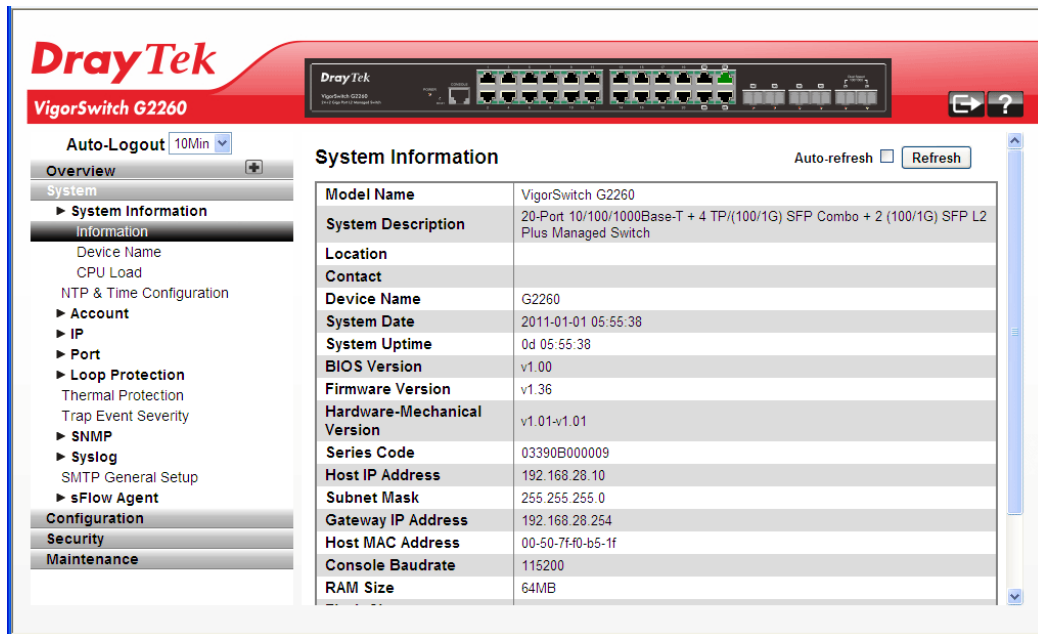 DrayTek
VigorSwitch G2260
DrayTek
VigorSwitch G2260
CONSOLE
POWER
Auto-Logout 10Min
Overview
System
System Information
Information
Device Name
CPU Load
NTP & Time Configuration
Account
IP
Port
Loop Protection
Thermal Protection
Trap Event Severity
SNMP
Syslog
SMTP General Setup
sFlow Agent
Configuration
Security
Maintenance
System Information
Auto-refresh Refresh
Model Name VigorSwitch G2260
System Description 20-Port 10/100/1000Base-T + 4 TP/(100/1G) SFP Combo + 2 (100/1G) SFP L2
Plus Managed Switch
Location
Contact
Device Name G2260
System Date 2011-01-01 05:55:38
System Uptime 0d 05:55:38
BIOS Version v1.00
Firmware Version v1.36
Hardware-Mechanical
Version v1.01-v1.01
Series Code 03390B000009
Host IP Address 192.168.28.10
Subnet Mask 255.255.255.0
Gateway IP Address 192.168.28.254
Host MAC Address 00-50-7f-f0-b5-1f
Console Baudrate 115200
RAM Size 64MB